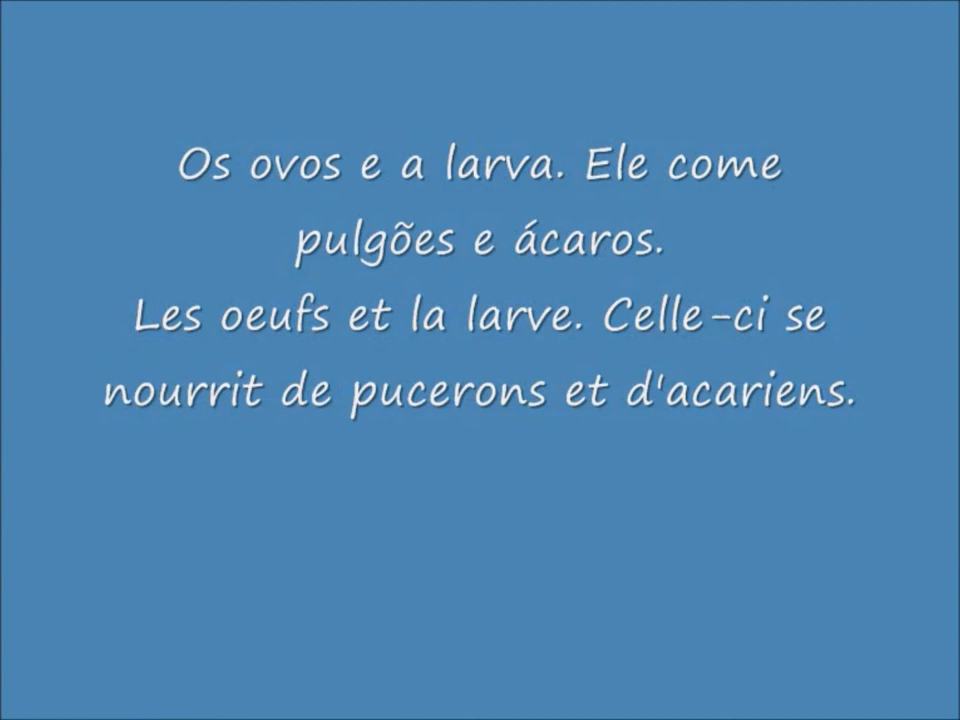 Os ovos e a larva. Ele come
pulgões e ácaros.
Les oeufs et la larve. Celle-ci se
nourrit de pucerons et d'acariens.